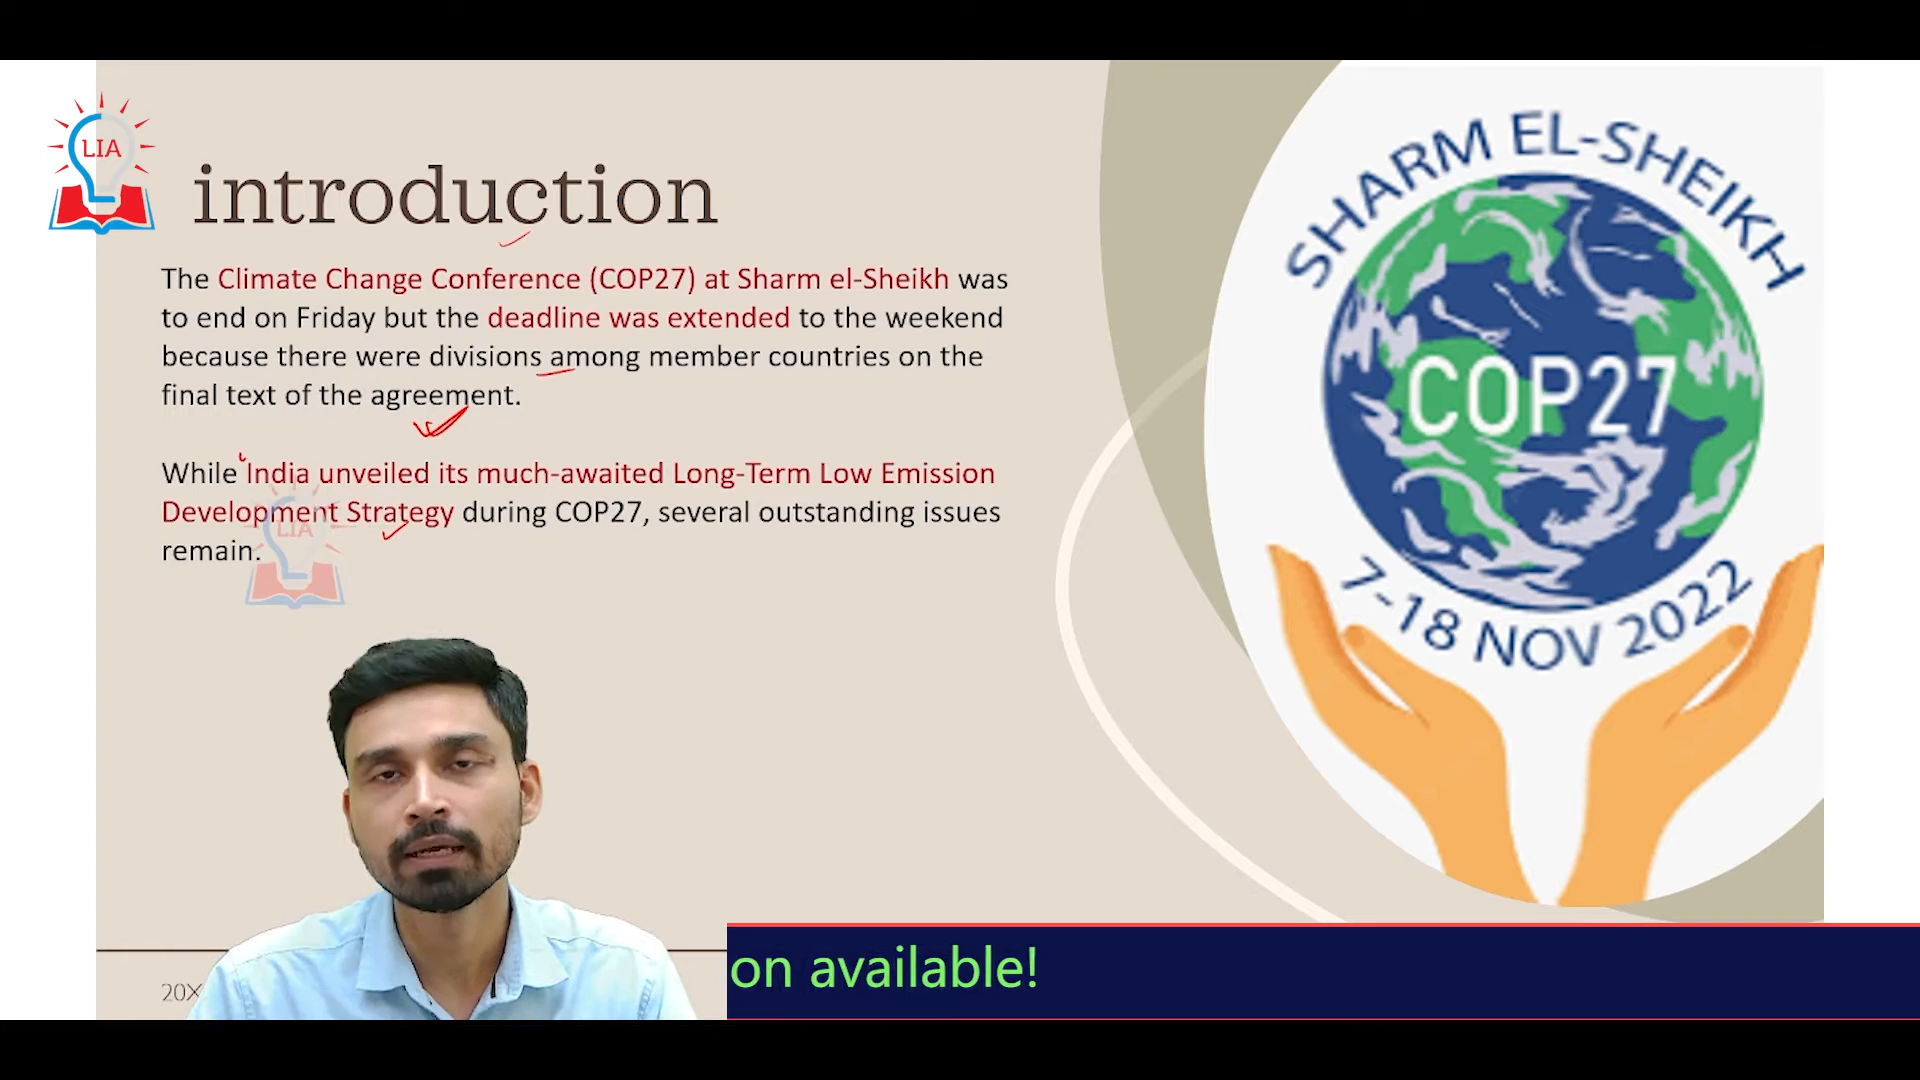 LIA
introduction
The Climate Change Conference (COP27) at Sharm el-Sheikh was
to end on Friday but the deadline was extended to the weekend
because there were divisions among member countries on the
final text of the agreement.
While India unveiled its much-awaited Long-Term Low Emission
Development Strategy during COP27, several outstanding issues
remain.
LIA
SHARM EL-SHEIKH
COP27
7-18 NOV 2022
on available!
20X